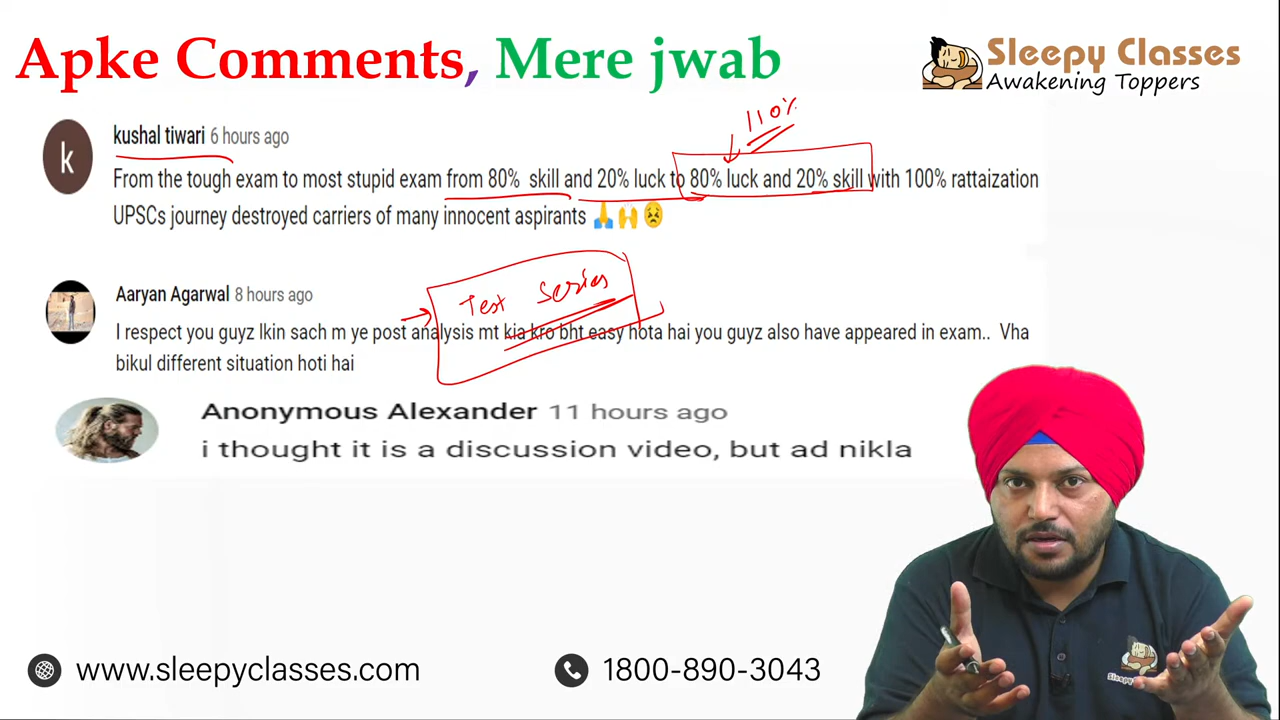 Apke Comments, Mere jwab
Sleepy Classes
Awakening Toppers
110%
k
kushal tiwari 6 hours ago
From the tough exam to most stupid exam from 80% skill and 20% luck to 80% luck and 20% skill with 100% rattaization
UPSCs journey destroyed carriers of many innocent aspirants 🙏🙌😣
Test Series
Aaryan Agarwal 8 hours ago
I respect you guyz lkin sach m ye post analysis mt kia kro bht easy hota hai you guyz also have appeared in exam.. Vha
bikul different situation hoti hai
Anonymous Alexander 11 hours ago
i thought it is a discussion video, but ad nikla
Sleepy Classes
www.sleepyclasses.com
1800-890-3043